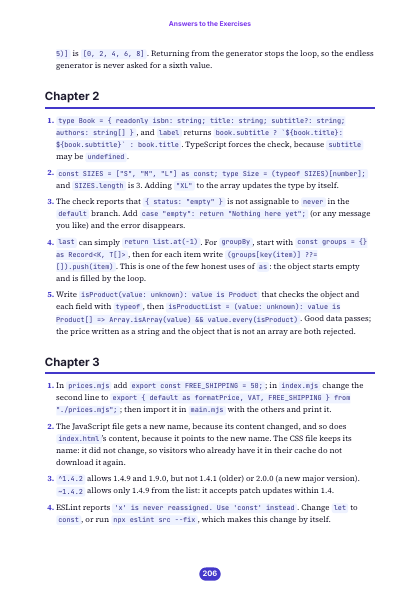 Answers to the Exercises
5)] is [0, 2, 4, 6, 8]. Returning from the generator stops the loop, so the endless
generator is never asked for a sixth value.
Chapter 2
1. type Book = { readonly isbn: string; title: string; subtitle?: string;
authors: string[] }, and label returns book.subtitle ? `${book.title}:
${book.subtitle}` : book.title. TypeScript forces the check, because subtitle
may be undefined.
2. const SIZES = ["S", "M", "L"] as const; type Size = (typeof SIZES)[number];
and SIZES.length is 3. Adding "XL" to the array updates the type by itself.
3. The check reports that { status: "empty" } is not assignable to never in the
default branch. Add case "empty": return "Nothing here yet"; (or any message
you like) and the error disappears.
4. last can simply return list.at(-1). For groupBy, start with const groups = {}
as Record<K, T[]>, then for each item write (groups[key(item)] ??=
[]).push(item). This is one of the few honest uses of as: the object starts empty
and is filled by the loop.
5. Write isProduct(value: unknown): value is Product that checks the object and
each field with typeof, then isProductList = (value: unknown): value is
Product[] => Array.isArray(value) && value.every(isProduct). Good data passes;
the price written as a string and the object that is not an array are both rejected.
Chapter 3
1. In prices.mjs add export const FREE_SHIPPING = 50;; in index.mjs change the
second line to export { default as formatPrice, VAT, FREE_SHIPPING } from
"./prices.mjs";; then import it in main.mjs with the others and print it.
2. The JavaScript file gets a new name, because its content changed, and so does
index.html's content, because it points to the new name. The CSS file keeps its
name: it did not change, so visitors who already have it in their cache do not
download it again.
3. ^1.4.2 allows 1.4.9 and 1.9.0, but not 1.4.1 (older) or 2.0.0 (a new major version).
~1.4.2 allows only 1.4.9 from the list: it accepts patch updates within 1.4.
4. ESLint reports 'x' is never reassigned. Use 'const' instead. Change let to
const, or run npx eslint src --fix, which makes this change by itself.
206